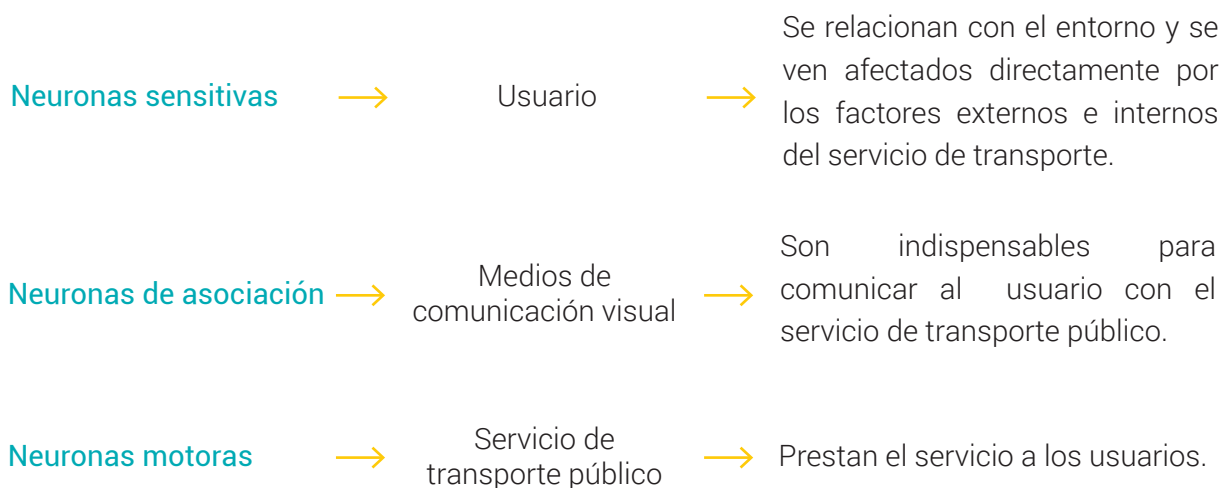 Neuronas sensitivas → Usuario → Se relacionan con el entorno y se
ven afectados directamente por
los factores externos e internos
del servicio de transporte.
Neuronas de asociación → Medios de
comunicación visual → Son indispensables para
comunicar al usuario con el
servicio de transporte público.
Neuronas motoras → Servicio de
transporte público → Prestan el servicio a los usuarios.